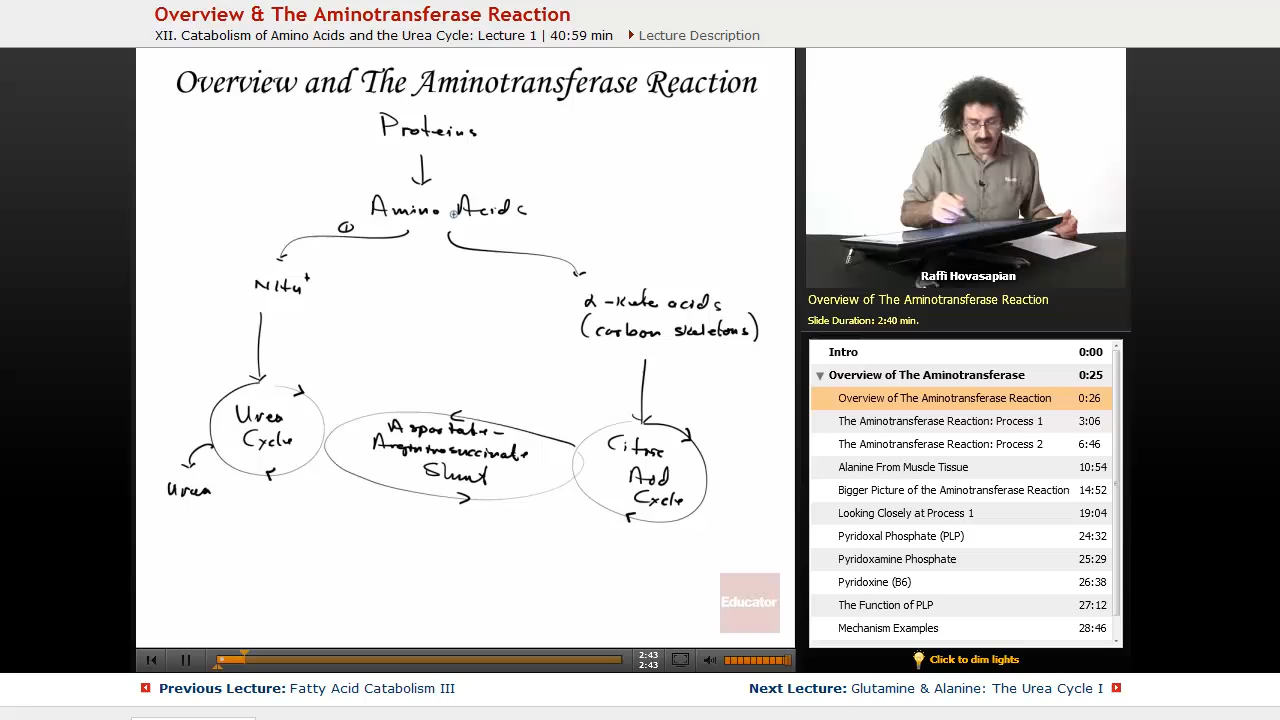 Overview & The Aminotransferase Reaction
XII. Catabolism of Amino Acids and the Urea Cycle: Lecture 1 | 40:59 min
Lecture Description
Overview and The Aminotransferase Reaction
Proteins
Amino Acids
①
NH4+
α-keto acids
(carbon skeletons)
Urea
Cycle
Urea
Aspartate-
Argininosuccinate
Shunt
Citric
Acid
Cycle
Educator
2:43
2:43
Raffi Hovasapian
Overview of The Aminotransferase Reaction
Slide Duration: 2:40 min.
Intro 0:00
Overview of The Aminotransferase 0:25
Overview of The Aminotransferase Reaction 0:26
The Aminotransferase Reaction: Process 1 3:06
The Aminotransferase Reaction: Process 2 6:46
Alanine From Muscle Tissue 10:54
Bigger Picture of the Aminotransferase Reaction 14:52
Looking Closely at Process 1 19:04
Pyridoxal Phosphate (PLP) 24:32
Pyridoxamine Phosphate 25:29
Pyridoxine (B6) 26:38
The Function of PLP 27:12
Mechanism Examples 28:46
Click to dim lights
Previous Lecture: Fatty Acid Catabolism III
Next Lecture: Glutamine & Alanine: The Urea Cycle I